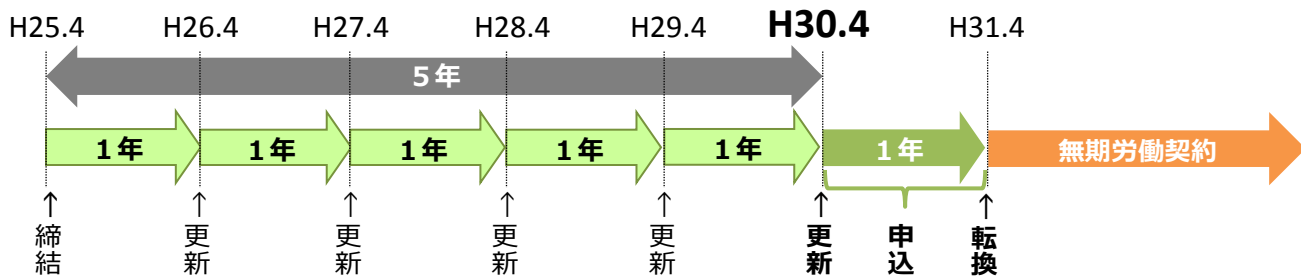 H25.4 H26.4 H27.4 H28.4 H29.4 H30.4 H31.4
5年
1年 1年 1年 1年 1年 1年 無期労働契約
↑ ↑ ↑ ↑ ↑ ↑ ↑
締結 更新 更新 更新 更新 更新 申込 転換